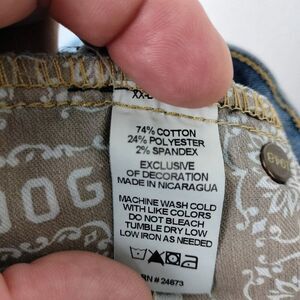 74% COTTON
24% POLYESTER
2% SPANDEX
EXCLUSIVE
OF DECORATION
MADE IN NICARAGUA
MACHINE WASH COLD
WITH LIKE COLORS
DO NOT BLEACH
TUMBLE DRY LOW
LOW IRON AS NEEDED
RN # 24673